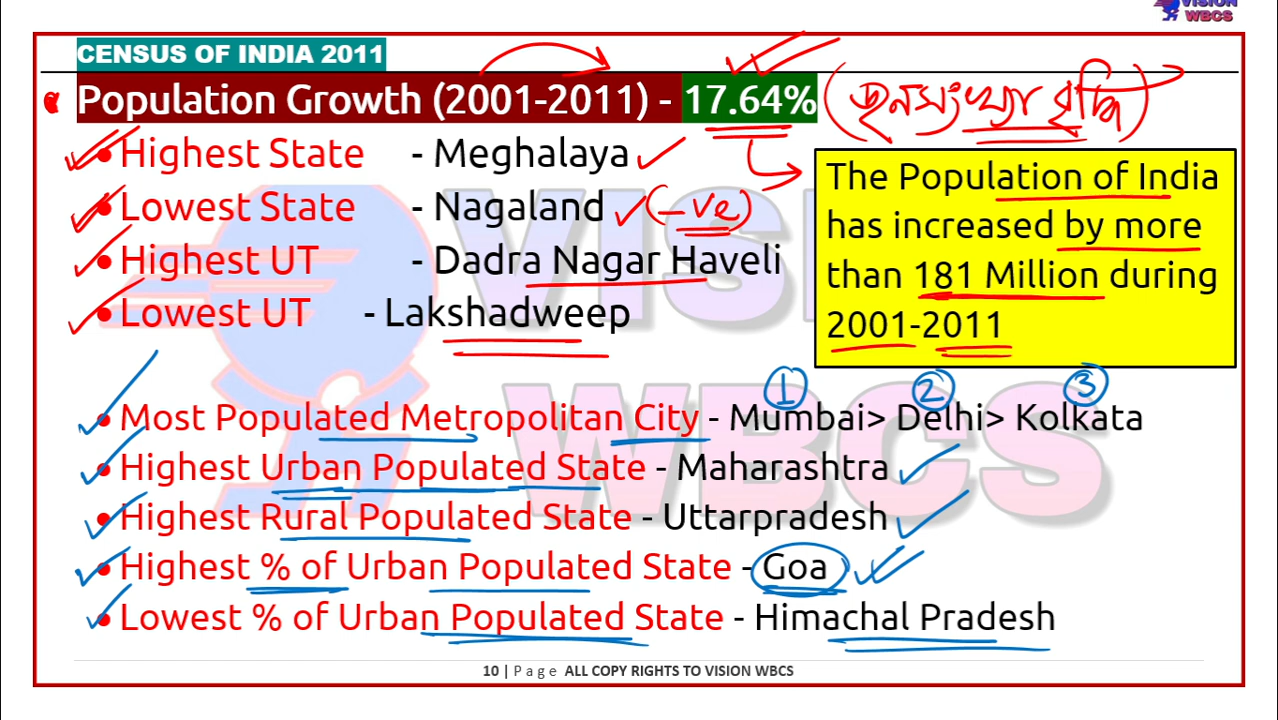 VISION
WBCS
CENSUS OF INDIA 2011
Population Growth (2001-2011) - 17.64% (জনসংখ্যার বৃদ্ধি)
• Highest State - Meghalaya
• Lowest State - Nagaland (-ve)
• Highest UT - Dadra Nagar Haveli
• Lowest UT - Lakshadweep
The Population of India
has increased by more
than 181 Million during
2001-2011
1 2 3
• Most Populated Metropolitan City - Mumbai> Delhi> Kolkata
• Highest Urban Populated State - Maharashtra
• Highest Rural Populated State - Uttarpradesh
• Highest % of Urban Populated State - Goa
• Lowest % of Urban Populated State - Himachal Pradesh
VISION
WBCS
10 | Page ALL COPY RIGHTS TO VISION WBCS